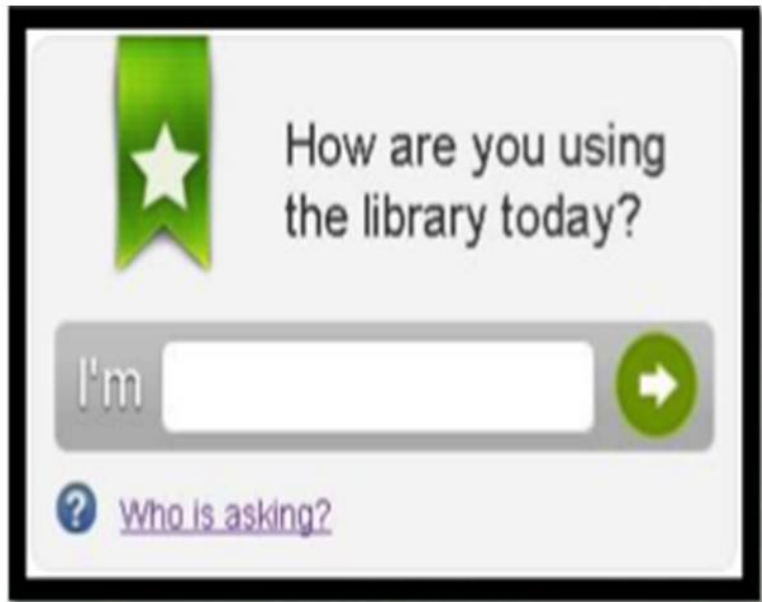 How are you using
the library today?
I'm
? Who is asking?